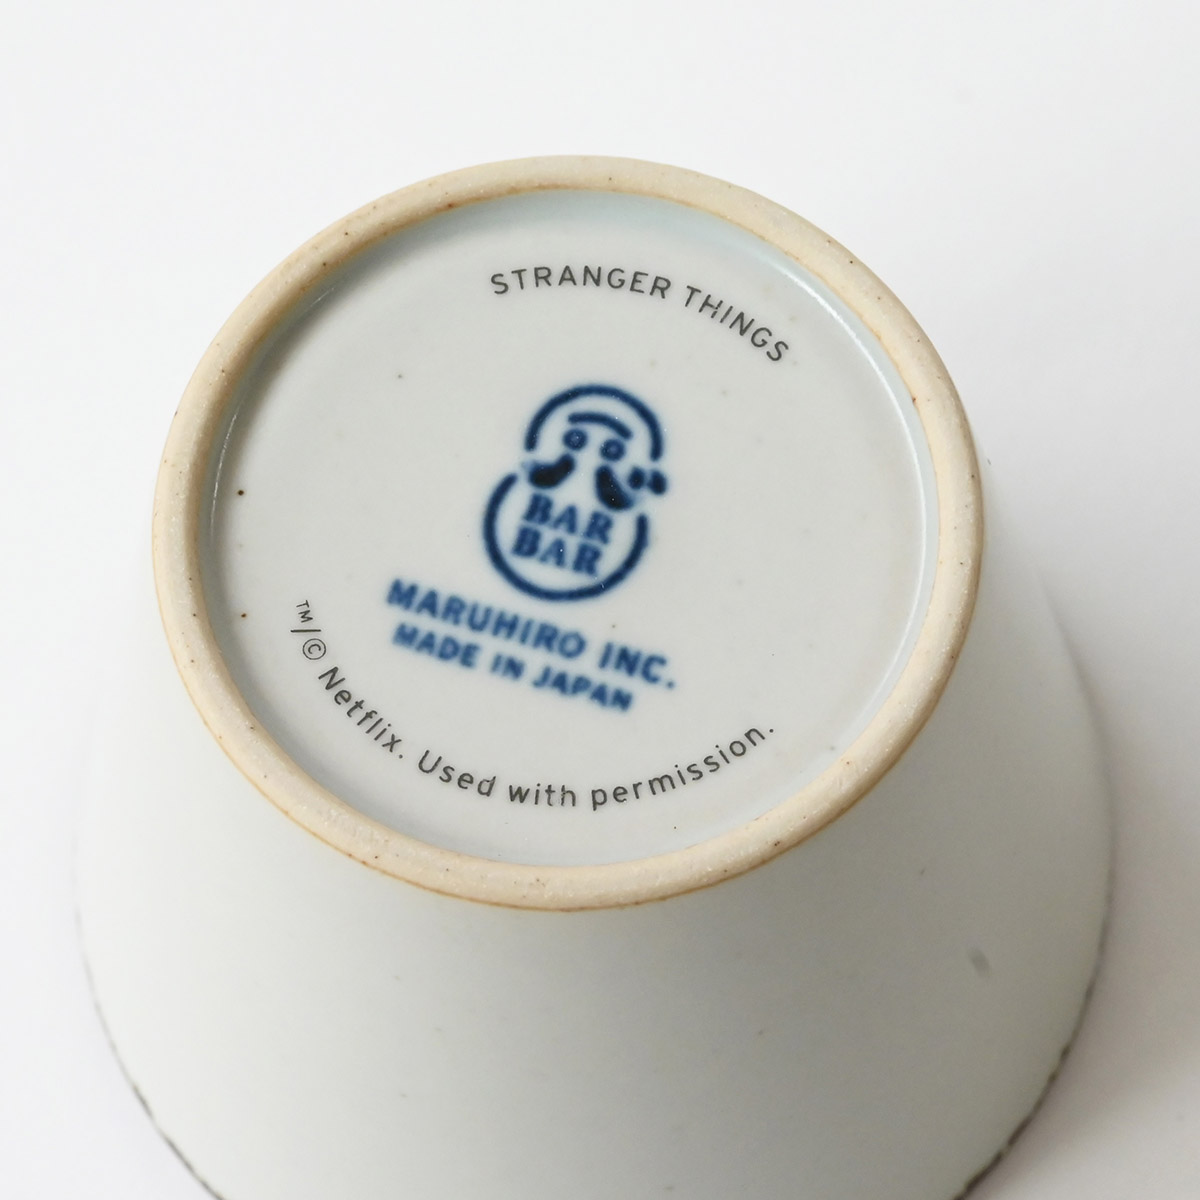 STRANGER THINGS
BAR
BAR
MARUHIRO INC.
MADE IN JAPAN
™/© Netflix. Used with permission.